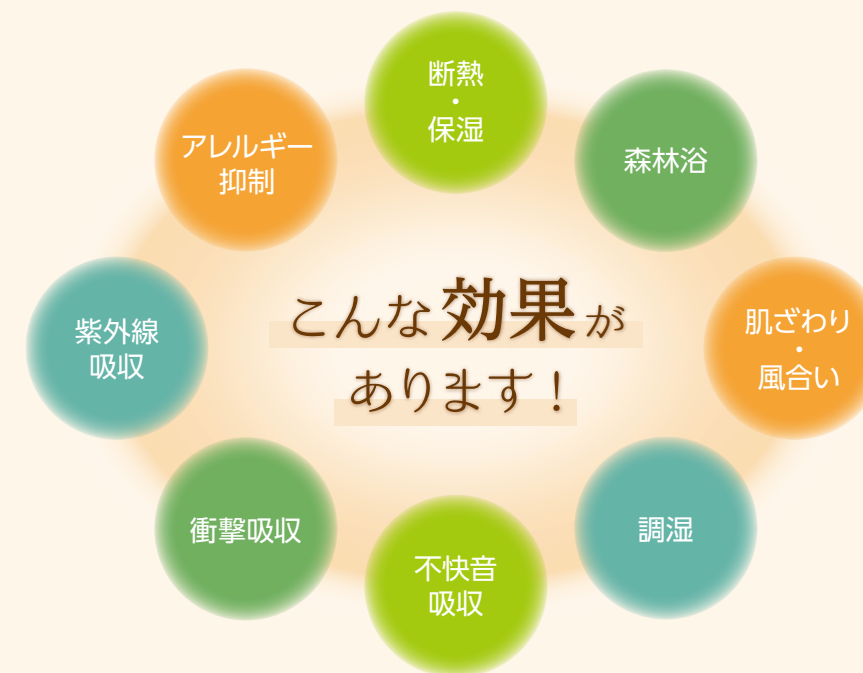 断熱
・
保湿
アレルギー
抑制
森林浴
こんな効果が
あります！
紫外線
吸収
肌ざわり
・
風合い
衝撃吸収
調湿
不快音
吸収